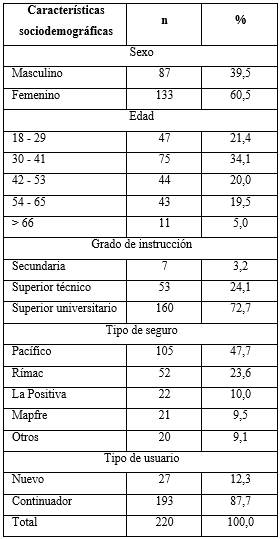 Características sociodemográficas n %
Sexo
Masculino 87 39,5
Femenino 133 60,5
Edad
18 - 29 47 21,4
30 - 41 75 34,1
42 - 53 44 20,0
54 - 65 43 19,5
> 66 11 5,0
Grado de instrucción
Secundaria 7 3,2
Superior técnico 53 24,1
Superior universitario 160 72,7
Tipo de seguro
Pacífico 105 47,7
Rímac 52 23,6
La Positiva 22 10,0
Mapfre 21 9,5
Otros 20 9,1
Tipo de usuario
Nuevo 27 12,3
Continuador 193 87,7
Total 220 100,0